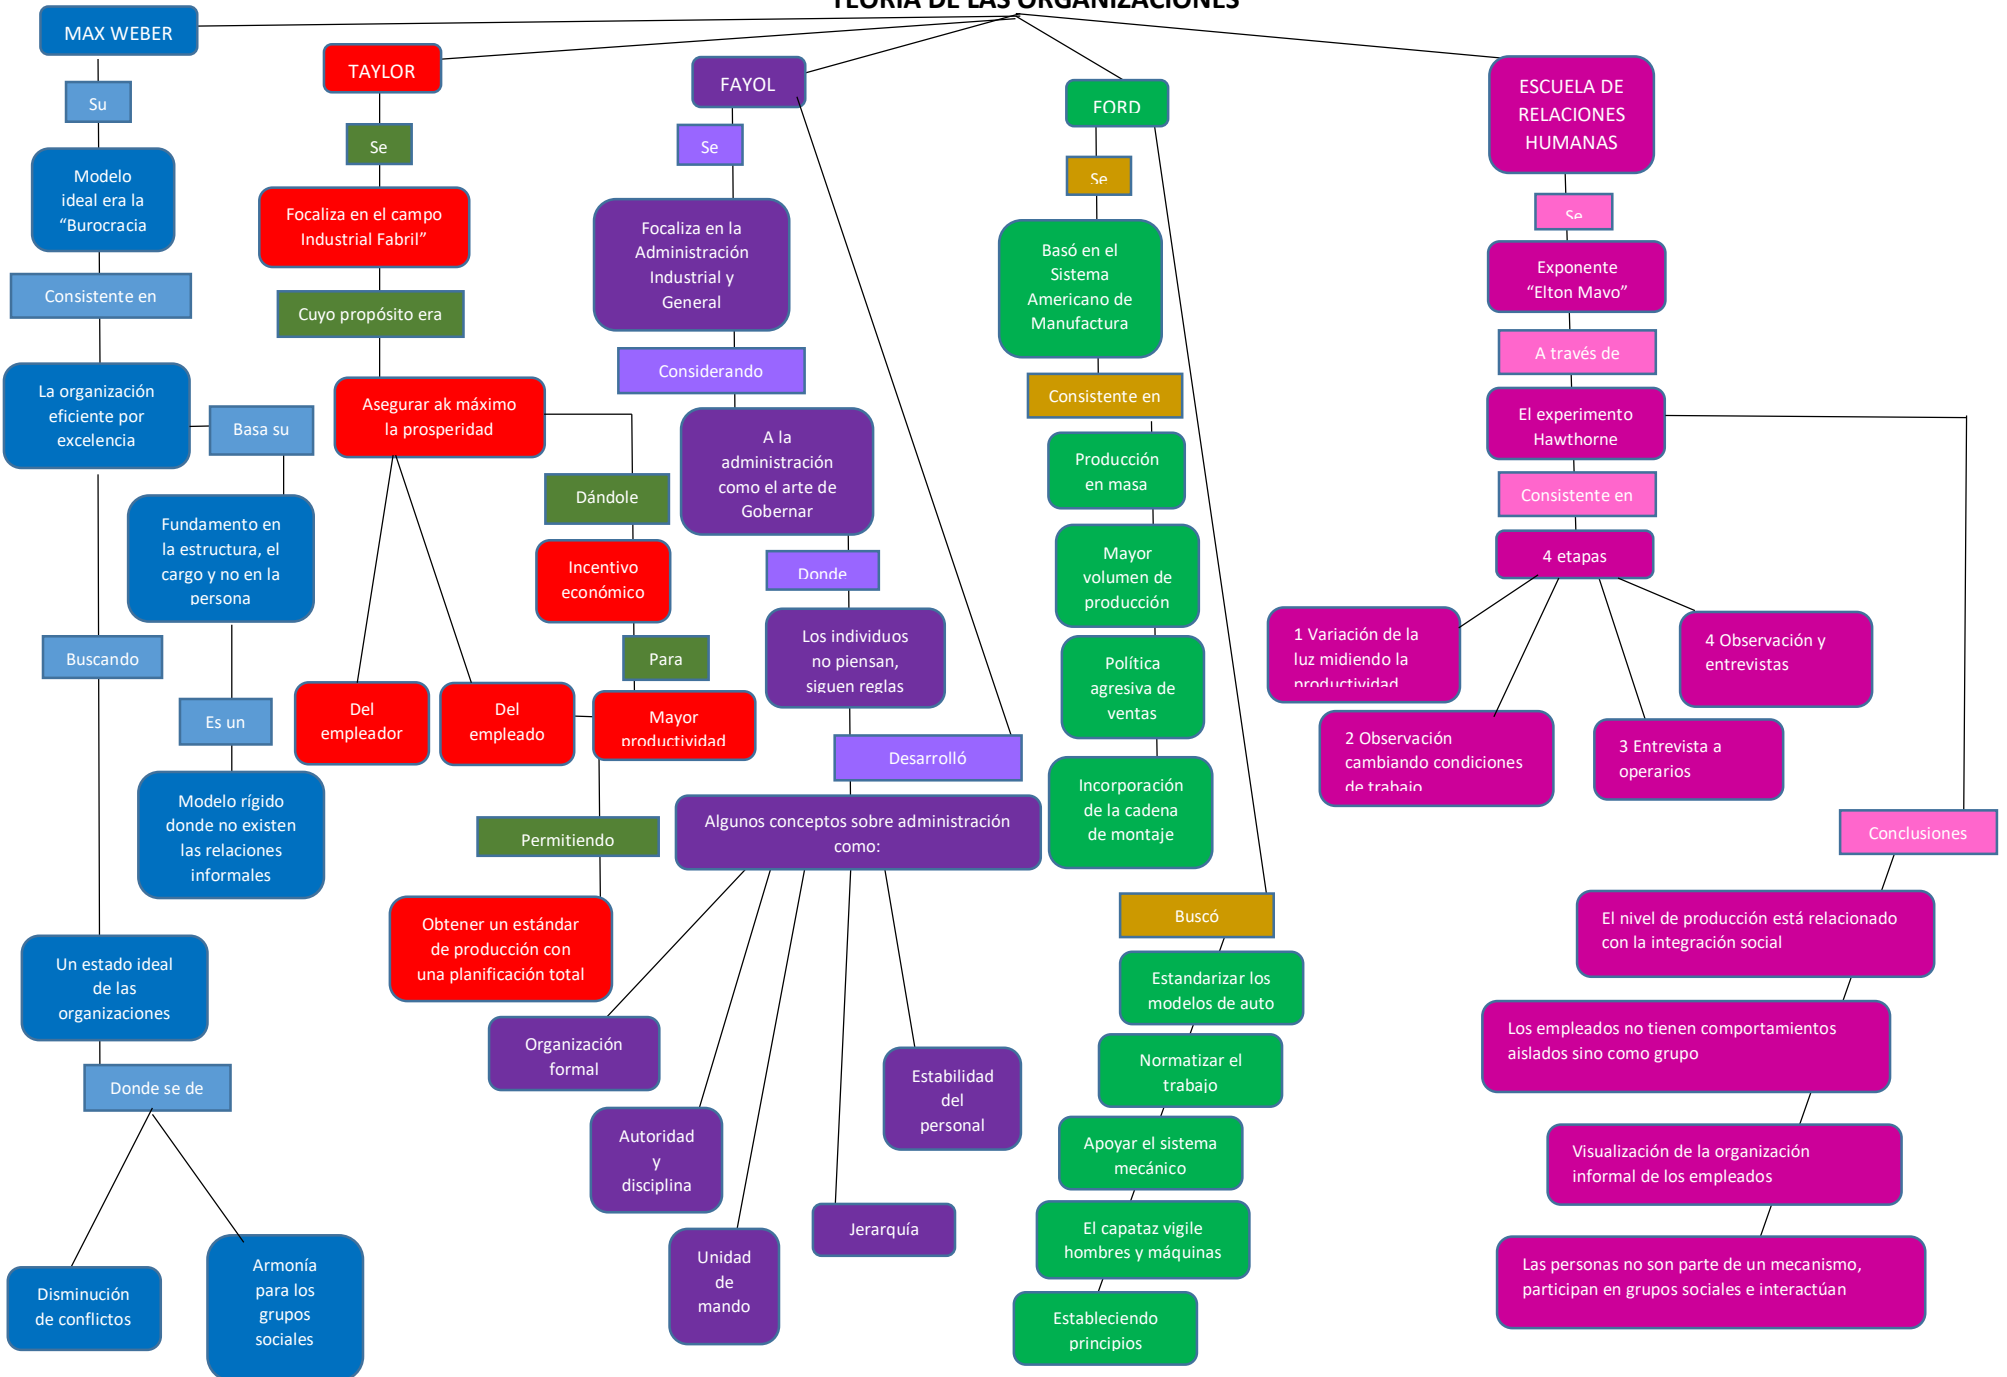 TEORIA DE LAS ORGANIZACIONES
MAX WEBER
Su
Modelo
ideal era la
“Burocracia
Consistente en
La organización
eficiente por
excelencia
Basa su
Fundamento en
la estructura, el
cargo y no en la
persona
Es un
Modelo rígido
donde no existen
las relaciones
informales
Buscando
Un estado ideal
de las
organizaciones
Donde se de
Disminución
de conflictos
Armonía
para los
grupos
sociales
TAYLOR
Se
Focaliza en el campo
Industrial Fabril”
Cuyo propósito era
Asegurar ak máximo
la prosperidad
Dándole
Incentivo
económico
Para
Del
empleador
Del
empleado
Mayor
productividad
Permitiendo
Obtener un estándar
de producción con
una planificación total
FAYOL
Se
Focaliza en la
Administración
Industrial y
General
Considerando
A la
administración
como el arte de
Gobernar
Donde
Los individuos
no piensan,
siguen reglas
Desarrolló
Algunos conceptos sobre administración
como:
Organización
formal
Autoridad
y
disciplina
Unidad
de
mando
Jerarquía
Estabilidad
del
personal
FORD
Se
Basó en el
Sistema
Americano de
Manufactura
Consistente en
Producción
en masa
Mayor
volumen de
producción
Política
agresiva de
ventas
Incorporación
de la cadena
de montaje
Buscó
Estandarizar los
modelos de auto
Normatizar el
trabajo
Apoyar el sistema
mecánico
El capataz vigile
hombres y máquinas
Estableciendo
principios
ESCUELA DE
RELACIONES
HUMANAS
Se
Exponente
“Elton Mayo”
A través de
El experimento
Hawthorne
Consistente en
4 etapas
1 Variación de la
luz midiendo la
productividad
2 Observación
cambiando condiciones
de trabajo
3 Entrevista a
operarios
4 Observación y
entrevistas
Conclusiones
El nivel de producción está relacionado
con la integración social
Los empleados no tienen comportamientos
aislados sino como grupo
Visualización de la organización
informal de los empleados
Las personas no son parte de un mecanismo,
participan en grupos sociales e interactúan